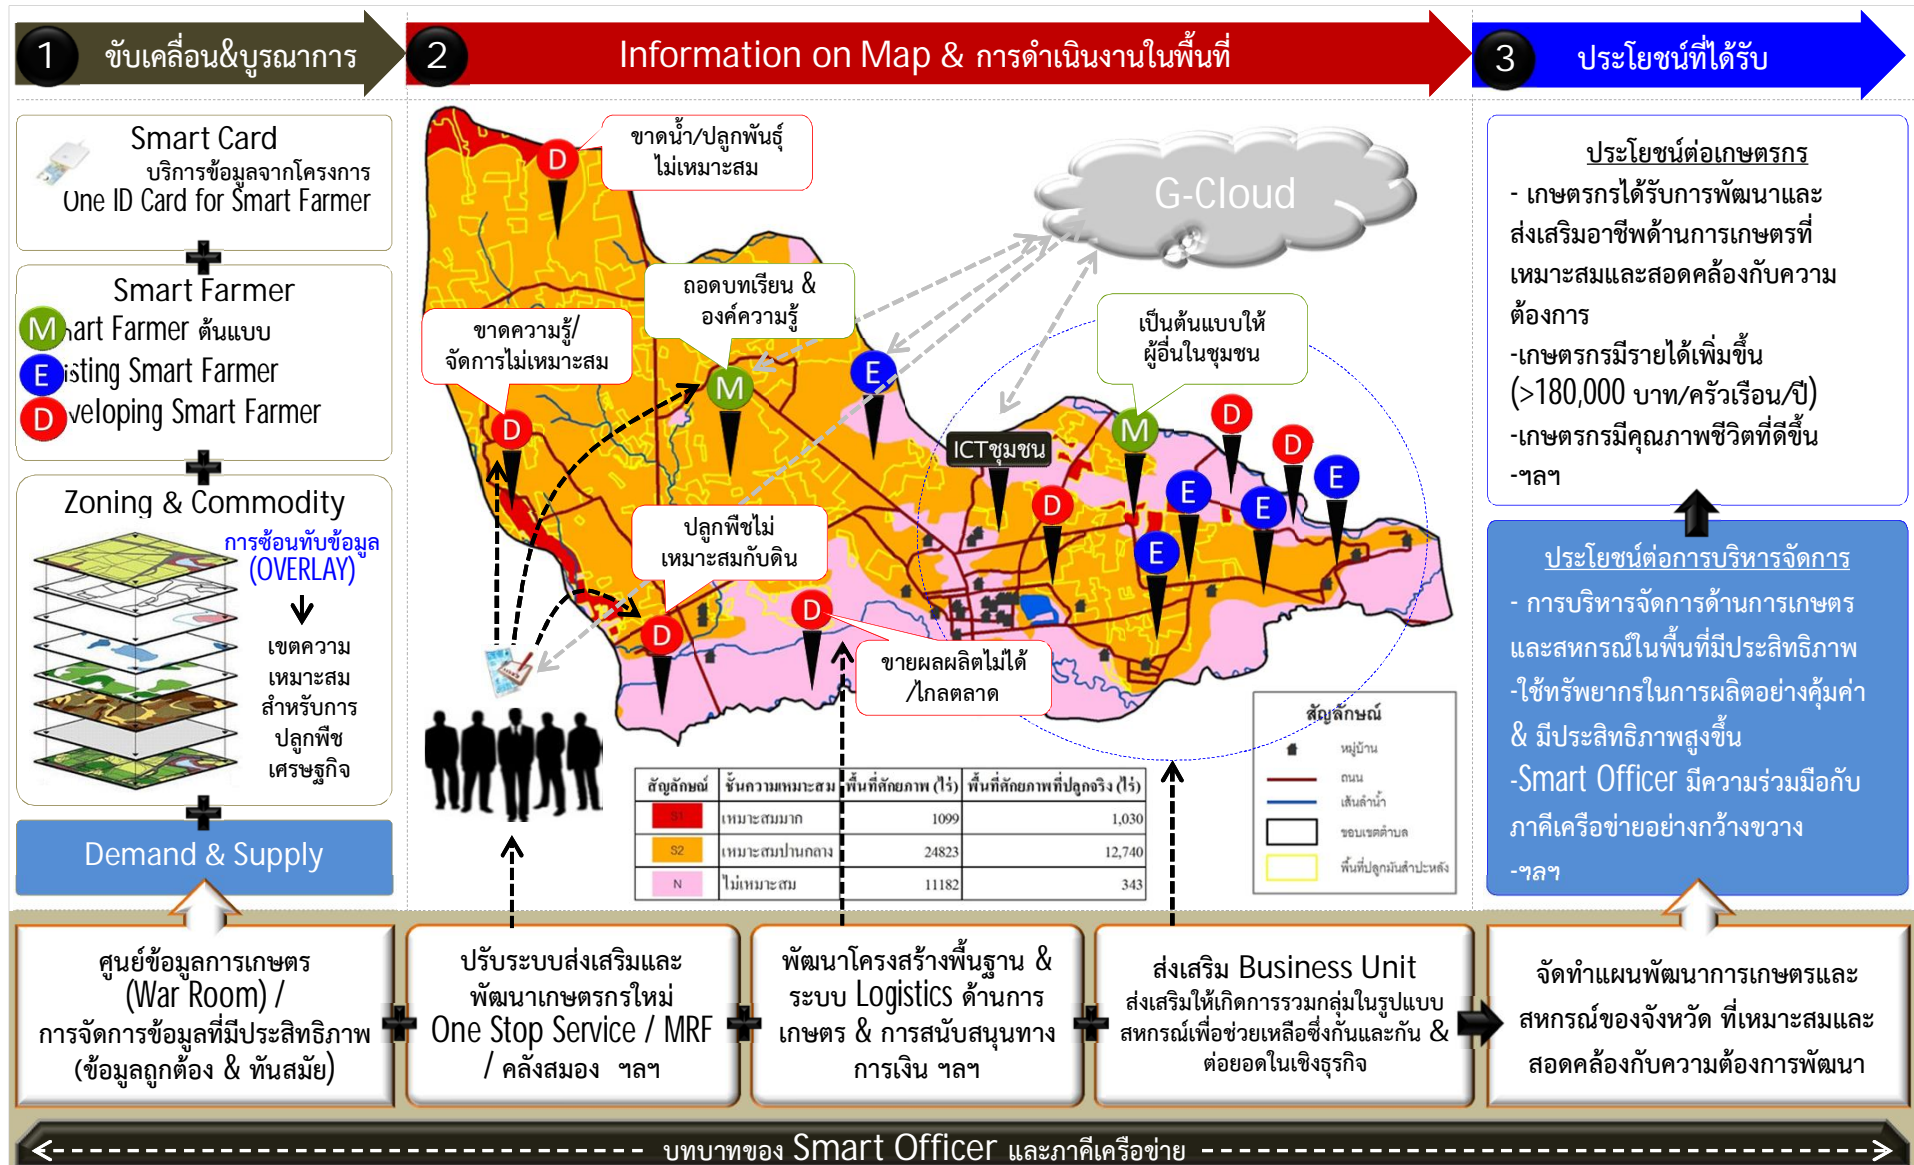 1 ขับเคลื่อน&บูรณาการ
2 Information on Map & การดำเนินงานในพื้นที่
3 ประโยชน์ที่ได้รับ
Smart Card
บริการข้อมูลจากโครงการ
One ID Card for Smart Farmer
Smart Farmer
M art Farmer ต้นแบบ
E isting Smart Farmer
D veloping Smart Farmer
Zoning & Commodity
การซ้อนทับข้อมูล
(OVERLAY)
เขตความ
เหมาะสม
สำหรับการ
ปลูกพืช
เศรษฐกิจ
Demand & Supply
D
ขาดน้ำ/ปลูกพันธุ์
ไม่เหมาะสม
G-Cloud
ถอดบทเรียน &
องค์ความรู้
M
ขาดความรู้/
จัดการไม่เหมาะสม
D
E
เป็นต้นแบบให้
ผู้อื่นในชุมชน
M
D
D
E
E
E
E
D
ICTชุมชน
ปลูกพืชไม่
เหมาะสมกับดิน
D
D
ขายผลผลิตไม่ได้
/ไกลตลาด
สัญลักษณ์
หมู่บ้าน
ถนน
เส้นลำน้ำ
ขอบเขตตำบล
พื้นที่ปลูกมันสำปะหลัง
สัญลักษณ์ ชั้นความเหมาะสม พื้นที่ศักยภาพ (ไร่) พื้นที่ศักยภาพที่ปลูกจริง (ไร่)
S1 เหมาะสมมาก 1099 1,030
S2 เหมาะสมปานกลาง 24823 12,740
N ไม่เหมาะสม 11182 343
ประโยชน์ต่อเกษตรกร
- เกษตรกรได้รับการพัฒนาและ
ส่งเสริมอาชีพด้านการเกษตรที่
เหมาะสมและสอดคล้องกับความ
ต้องการ
-เกษตรกรมีรายได้เพิ่มขึ้น
(>180,000 บาท/ครัวเรือน/ปี)
-เกษตรกรมีคุณภาพชีวิตที่ดีขึ้น
-ฯลฯ
ประโยชน์ต่อการบริหารจัดการ
- การบริหารจัดการด้านการเกษตร
และสหกรณ์ในพื้นที่มีประสิทธิภาพ
-ใช้ทรัพยากรในการผลิตอย่างคุ้มค่า
& มีประสิทธิภาพสูงขึ้น
-Smart Officer มีความร่วมมือกับ
ภาคีเครือข่ายอย่างกว้างขวาง
-ฯลฯ
ศูนย์ข้อมูลการเกษตร
(War Room) /
การจัดการข้อมูลที่มีประสิทธิภาพ
(ข้อมูลถูกต้อง & ทันสมัย)
ปรับระบบส่งเสริมและ
พัฒนาเกษตรกรใหม่
One Stop Service / MRF
/ คลังสมอง ฯลฯ
พัฒนาโครงสร้างพื้นฐาน &
ระบบ Logistics ด้านการ
เกษตร & การสนับสนุนทาง
การเงิน ฯลฯ
ส่งเสริม Business Unit
ส่งเสริมให้เกิดการรวมกลุ่มในรูปแบบ
สหกรณ์เพื่อช่วยเหลือซึ่งกันและกัน &
ต่อยอดในเชิงธุรกิจ
จัดทำแผนพัฒนาการเกษตรและ
สหกรณ์ของจังหวัด ที่เหมาะสมและ
สอดคล้องกับความต้องการพัฒนา
บทบาทของ Smart Officer และภาคีเครือข่าย